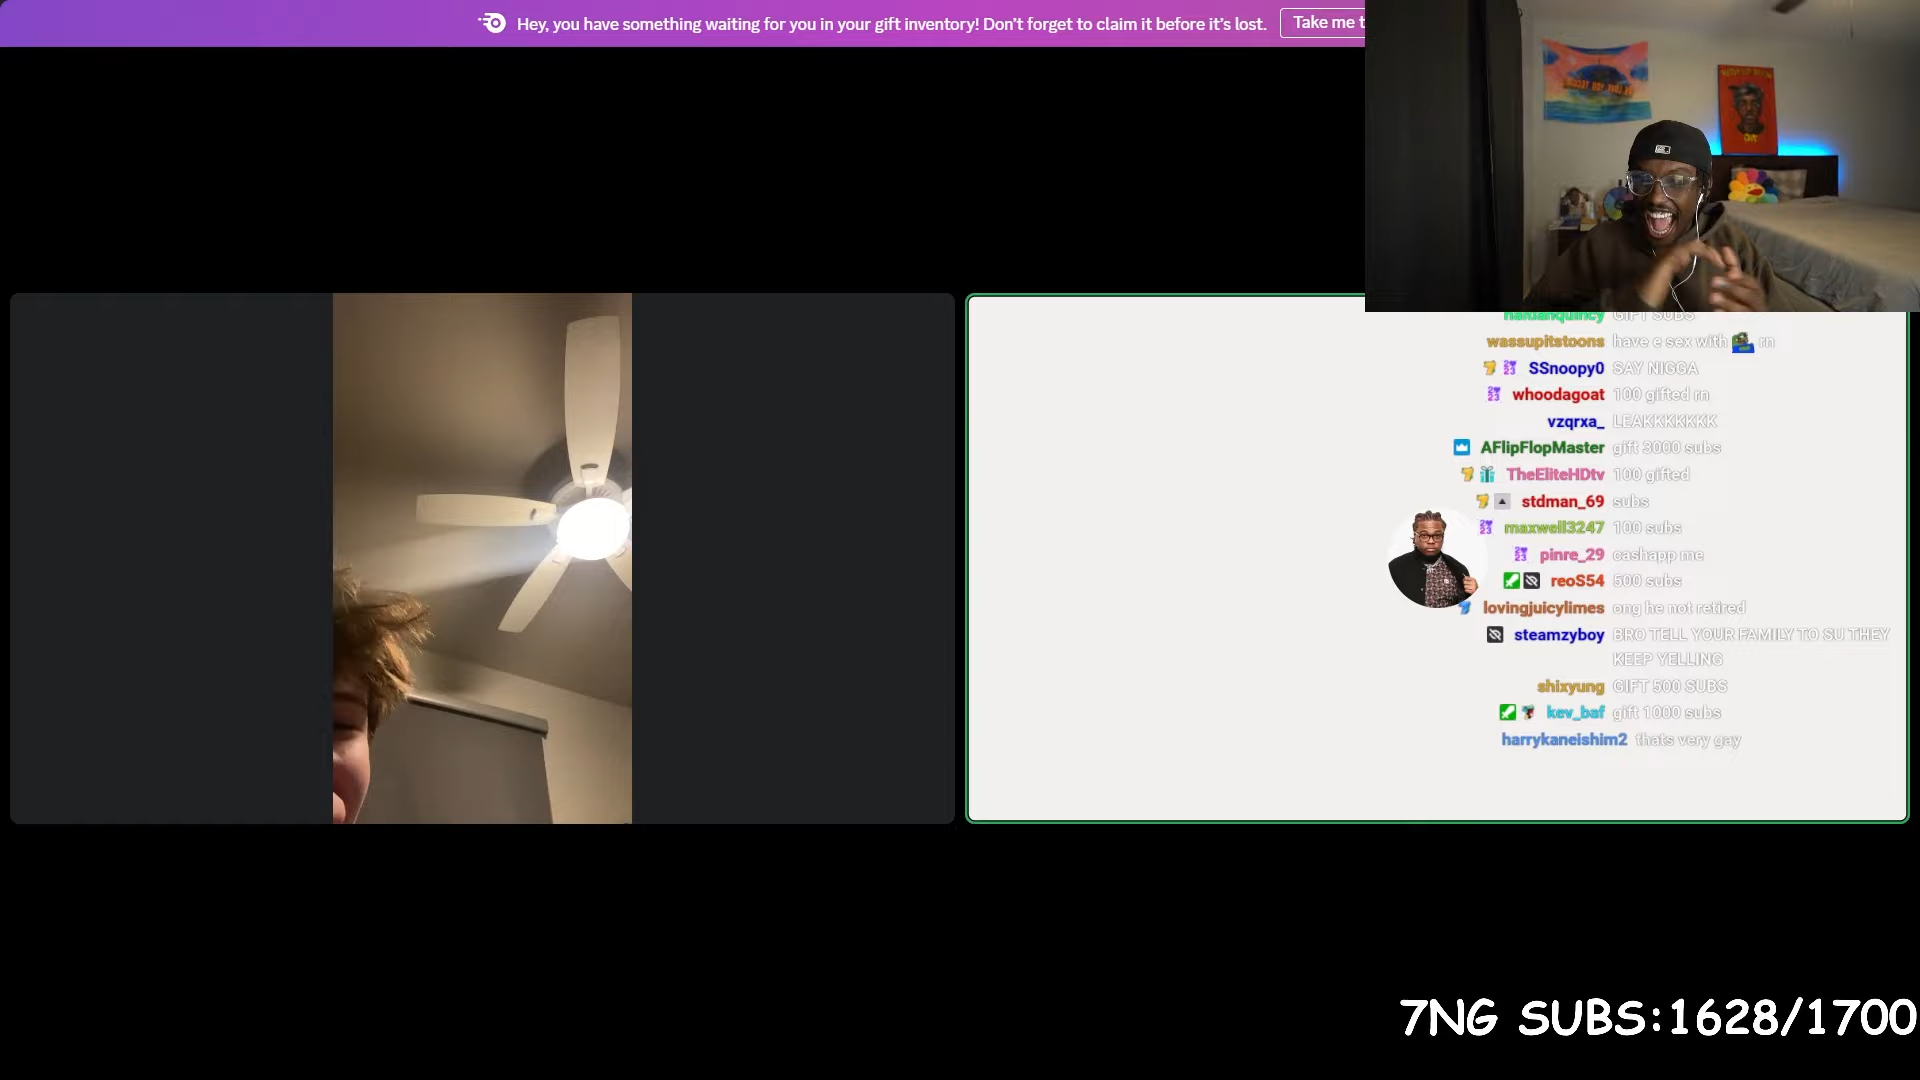 Hey, you have something waiting for you in your gift inventory! Don't forget to claim it before it's lost.
Take me t
GIFT SUBS
wassupitstoons have e sex with rn
SSnoopy0 SAY NIGGA
whoodagoat 100 gifted rn
vzqrxa_ LEAKKKKKKK
AFlipFlopMaster gift 3000 subs
TheEliteHDtv 100 gifted
stdman_69 subs
maxwell3247 100 subs
pinre_29 cashapp me
reoS54 500 subs
lovingjuicylimes ong he not retired
steamzyboy BRO TELL YOUR FAMILY TO SU THEY
KEEP YELLING
shixyung GIFT 500 SUBS
kev_baf gift 1000 subs
harrykaneishim2 thats very gay
7NG SUBS:1628/1700